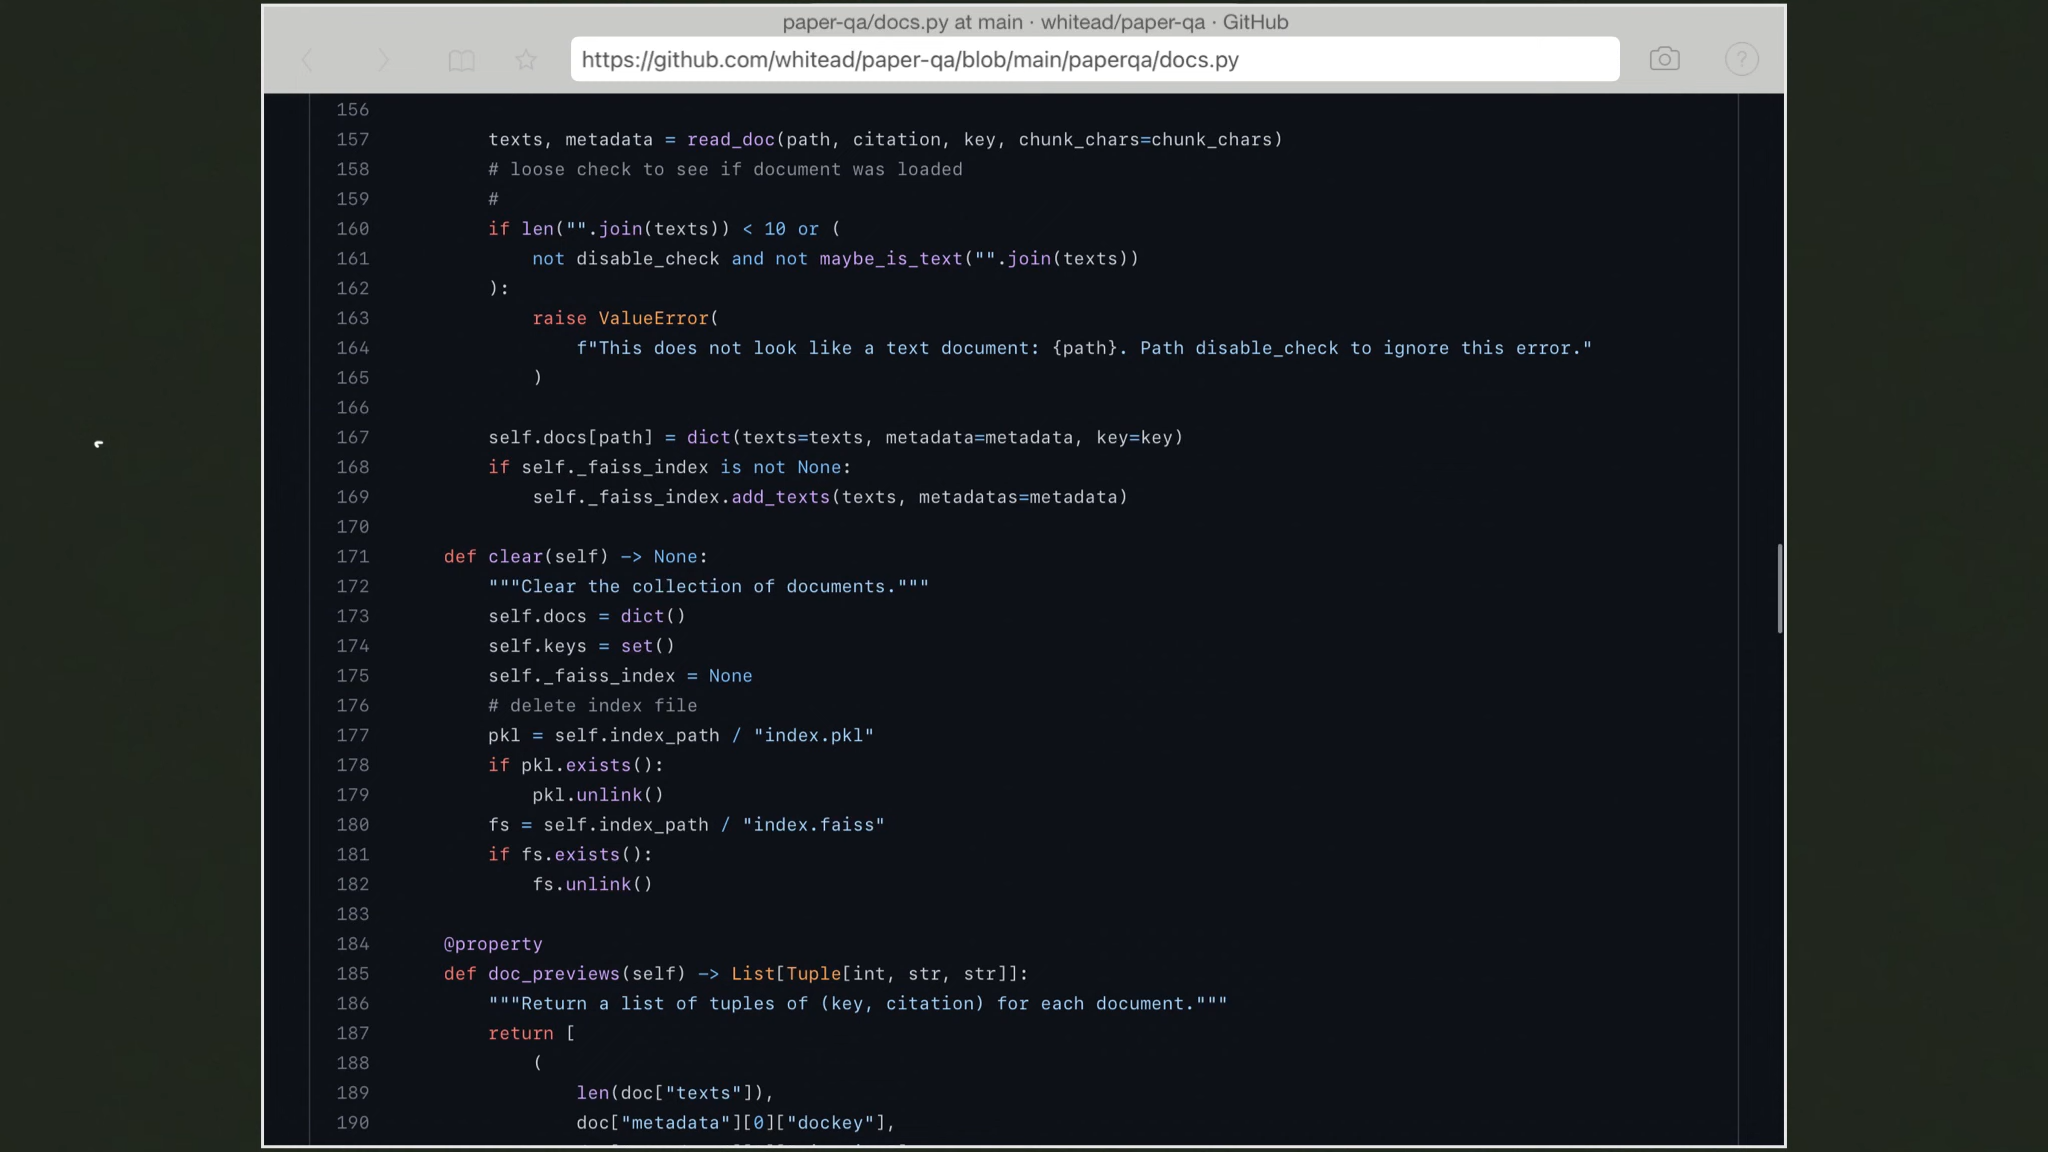 paper-qa/docs.py at main · whitead/paper-qa · GitHub
https://github.com/whitead/paper-qa/blob/main/paperqa/docs.py
?
156
157 texts, metadata = read_doc(path, citation, key, chunk_chars=chunk_chars)
158 # loose check to see if document was loaded
159 #
160 if len("".join(texts)) < 10 or (
161 not disable_check and not maybe_is_text("".join(texts))
162 ):
163 raise ValueError(
164 f"This does not look like a text document: {path}. Path disable_check to ignore this error."
165 )
166
167 self.docs[path] = dict(texts=texts, metadata=metadata, key=key)
168 if self._faiss_index is not None:
169 self._faiss_index.add_texts(texts, metadatas=metadata)
170
171 def clear(self) -> None:
172 """Clear the collection of documents."""
173 self.docs = dict()
174 self.keys = set()
175 self._faiss_index = None
176 # delete index file
177 pkl = self.index_path / "index.pkl"
178 if pkl.exists():
179 pkl.unlink()
180 fs = self.index_path / "index.faiss"
181 if fs.exists():
182 fs.unlink()
183
184 @property
185 def doc_previews(self) -> List[Tuple[int, str, str]]:
186 """Return a list of tuples of (key, citation) for each document."""
187 return [
188 (
189 len(doc["texts"]),
190 doc["metadata"][0]["dockey"],